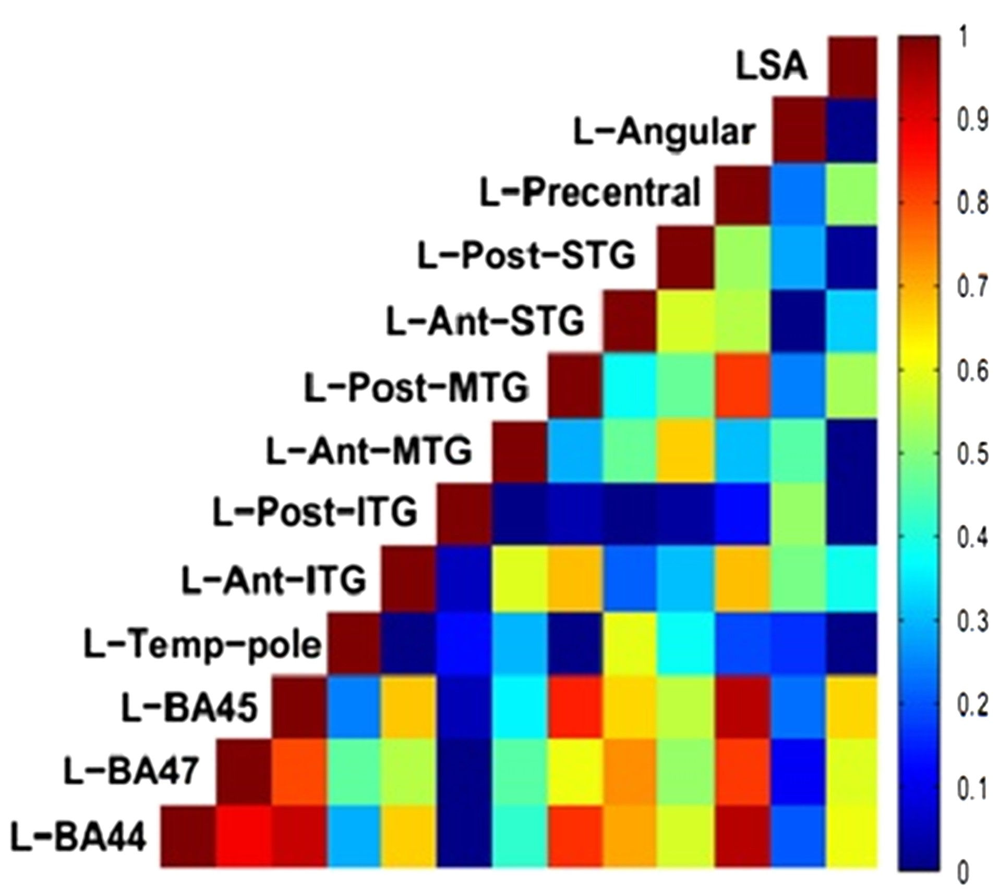 LSA
L-Angular
L-Precentral
L-Post-STG
L-Ant-STG
L-Post-MTG
L-Ant-MTG
L-Post-ITG
L-Ant-ITG
L-Temp-pole
L-BA45
L-BA47
L-BA44
1
0.9
0.8
0.7
0.6
0.5
0.4
0.3
0.2
0.1
0